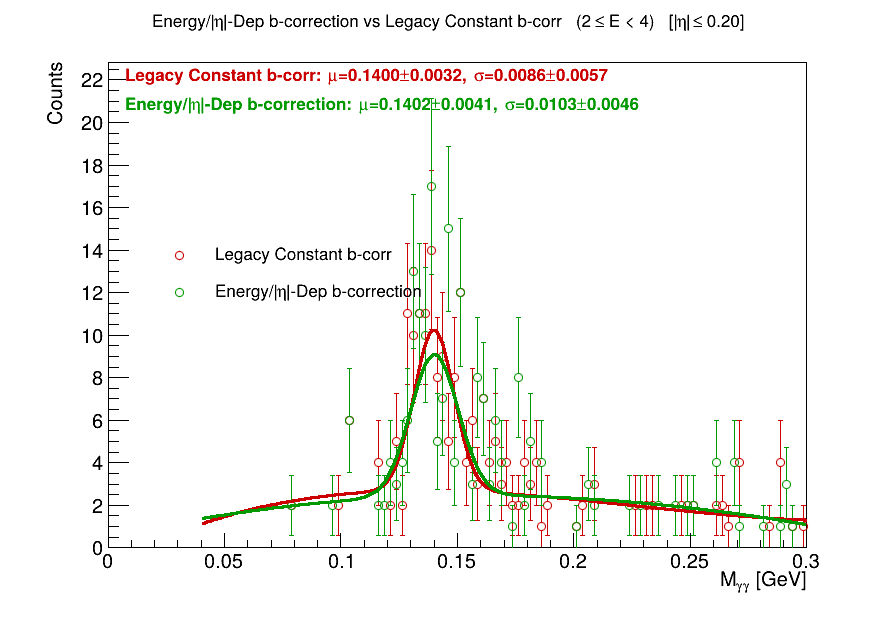 Energy/|η|-Dep b-correction vs Legacy Constant b-corr (2 ≤ E < 4) [|η| ≤ 0.20]
Counts
Legacy Constant b-corr: μ=0.1400±0.0032, σ=0.0086±0.0057
Energy/|η|-Dep b-correction: μ=0.1402±0.0041, σ=0.0103±0.0046
Legacy Constant b-corr
Energy/|η|-Dep b-correction
22
20
18
16
14
12
10
8
6
4
2
0
0 0.05 0.1 0.15 0.2 0.25 0.3
Mγγ [GeV]